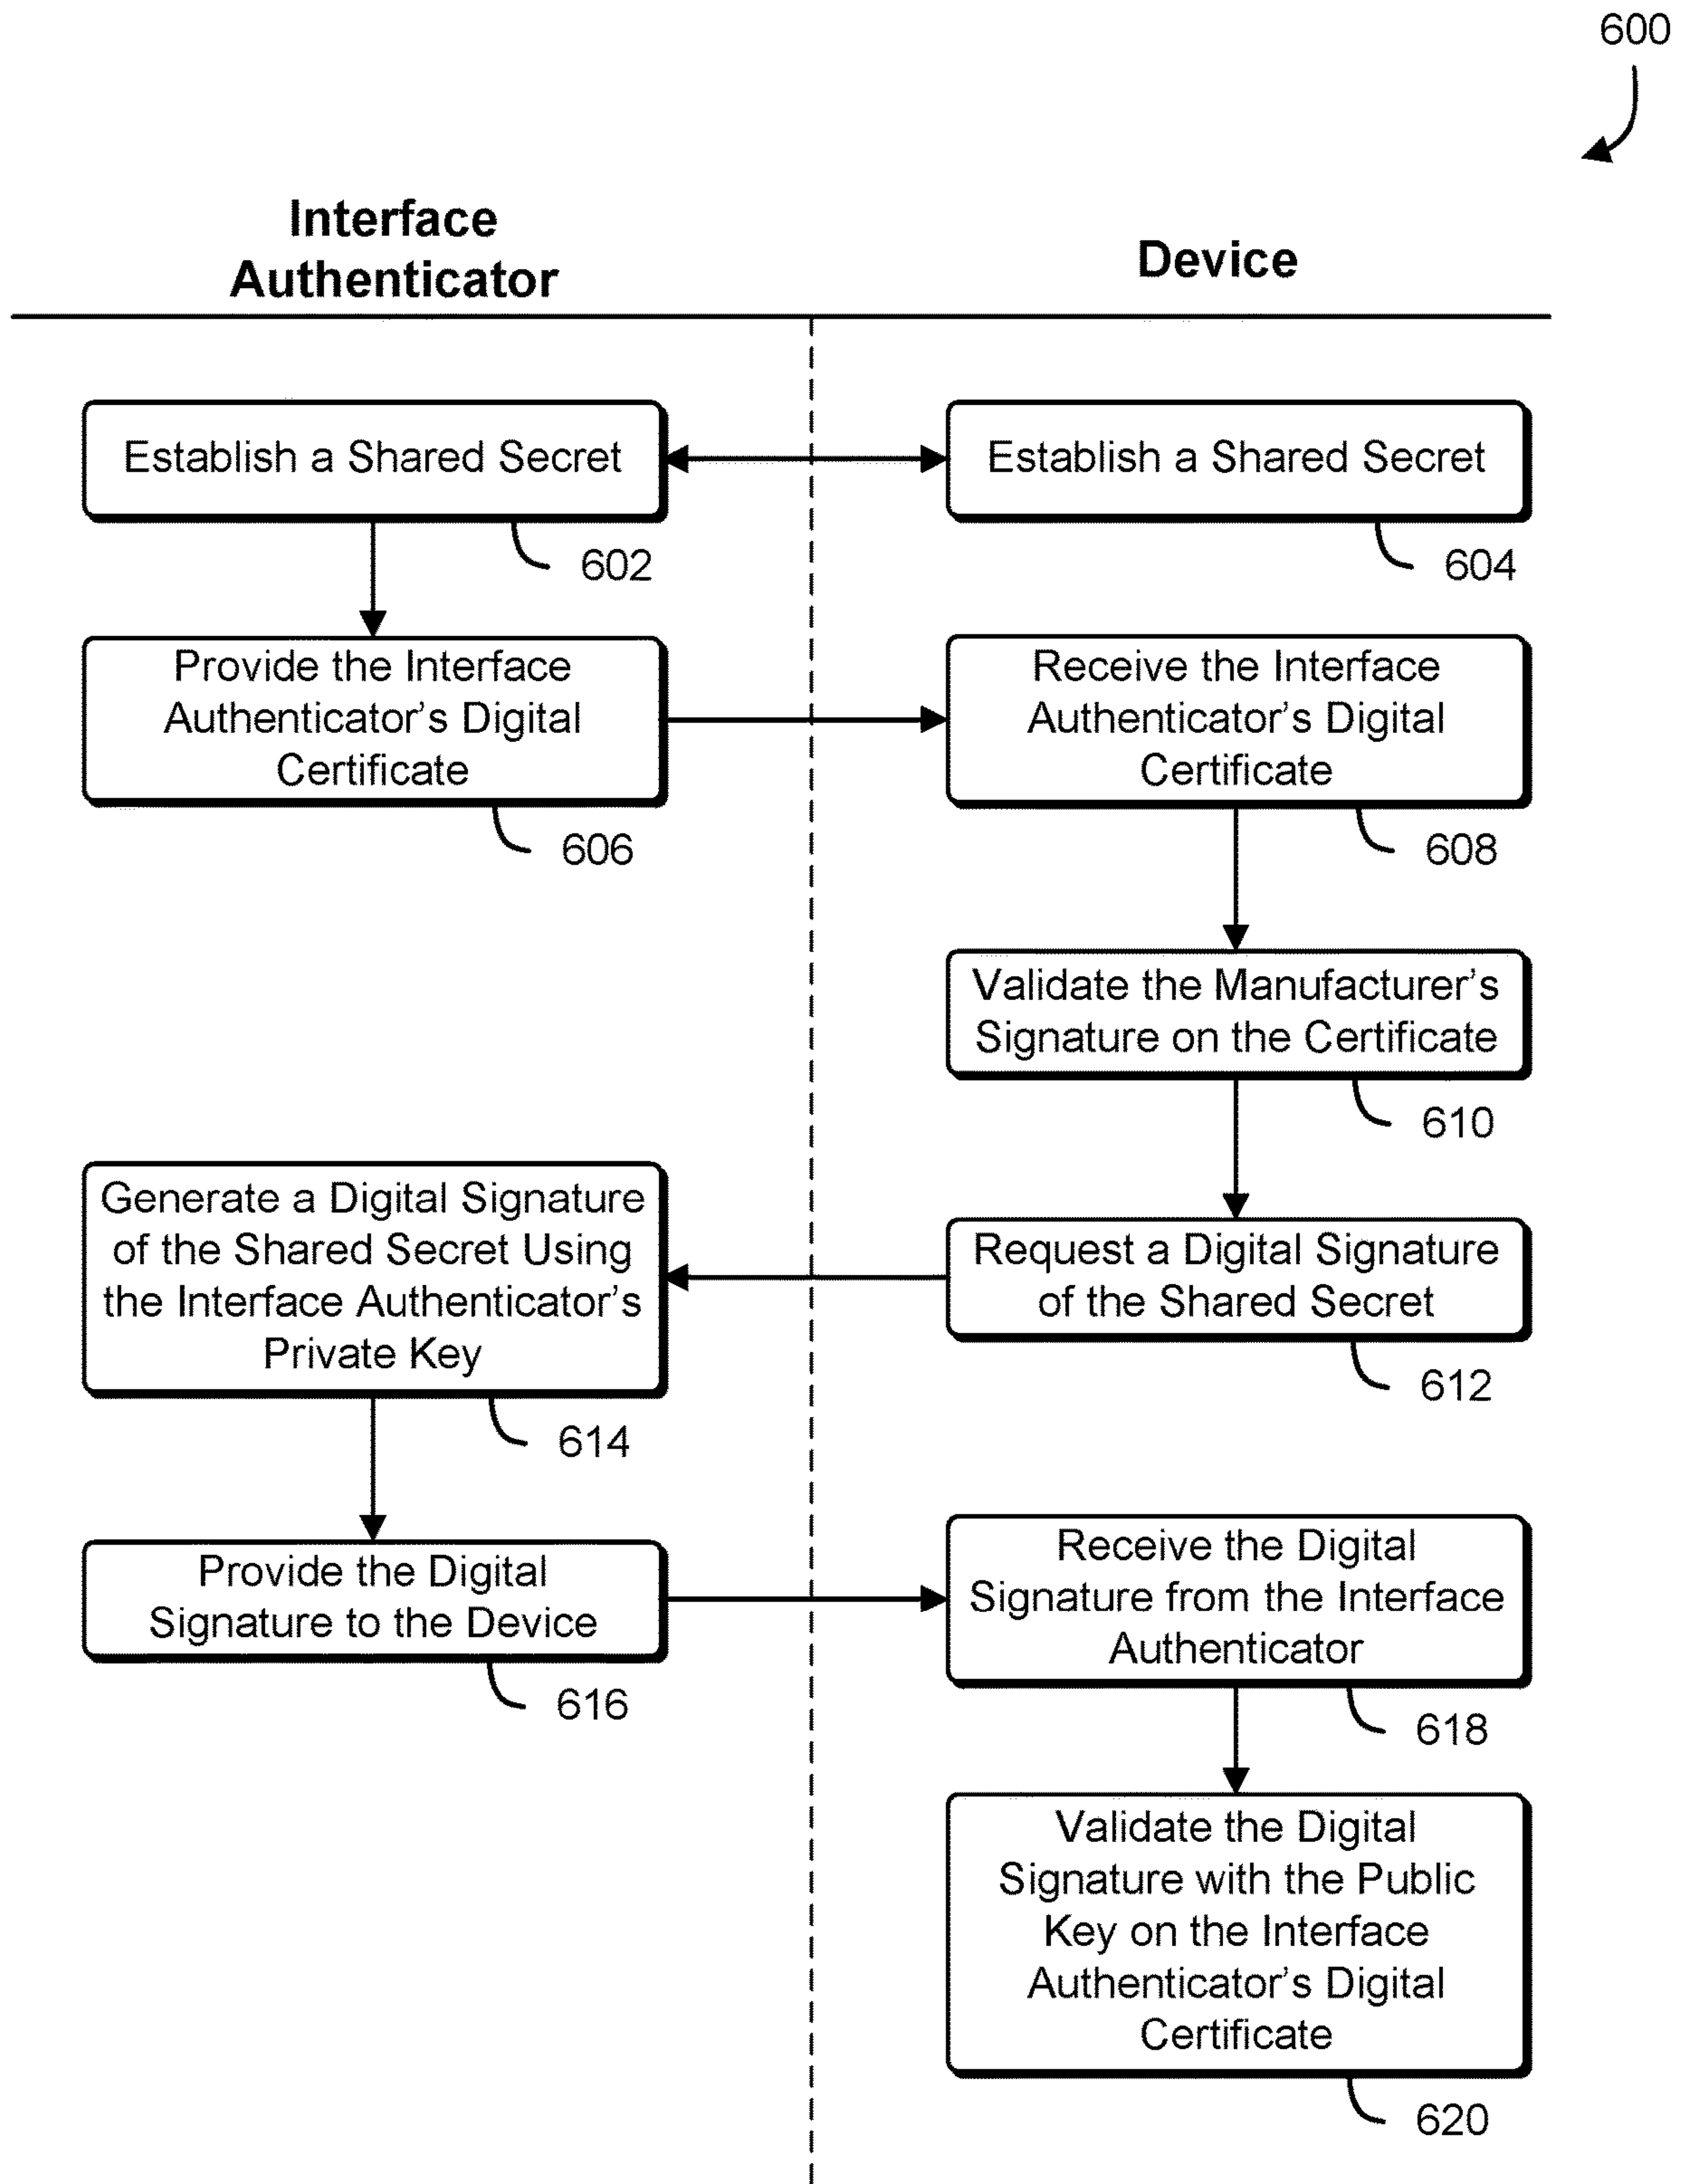 600
Interface
Authenticator
Device
Establish a Shared Secret
602
Establish a Shared Secret
604
Provide the Interface
Authenticator's Digital
Certificate
606
Receive the Interface
Authenticator's Digital
Certificate
608
Validate the Manufacturer's
Signature on the Certificate
610
Request a Digital Signature
of the Shared Secret
612
Generate a Digital Signature
of the Shared Secret Using
the Interface Authenticator's
Private Key
614
Provide the Digital
Signature to the Device
616
Receive the Digital
Signature from the Interface
Authenticator
618
Validate the Digital
Signature with the Public
Key on the Interface
Authenticator's Digital
Certificate
620